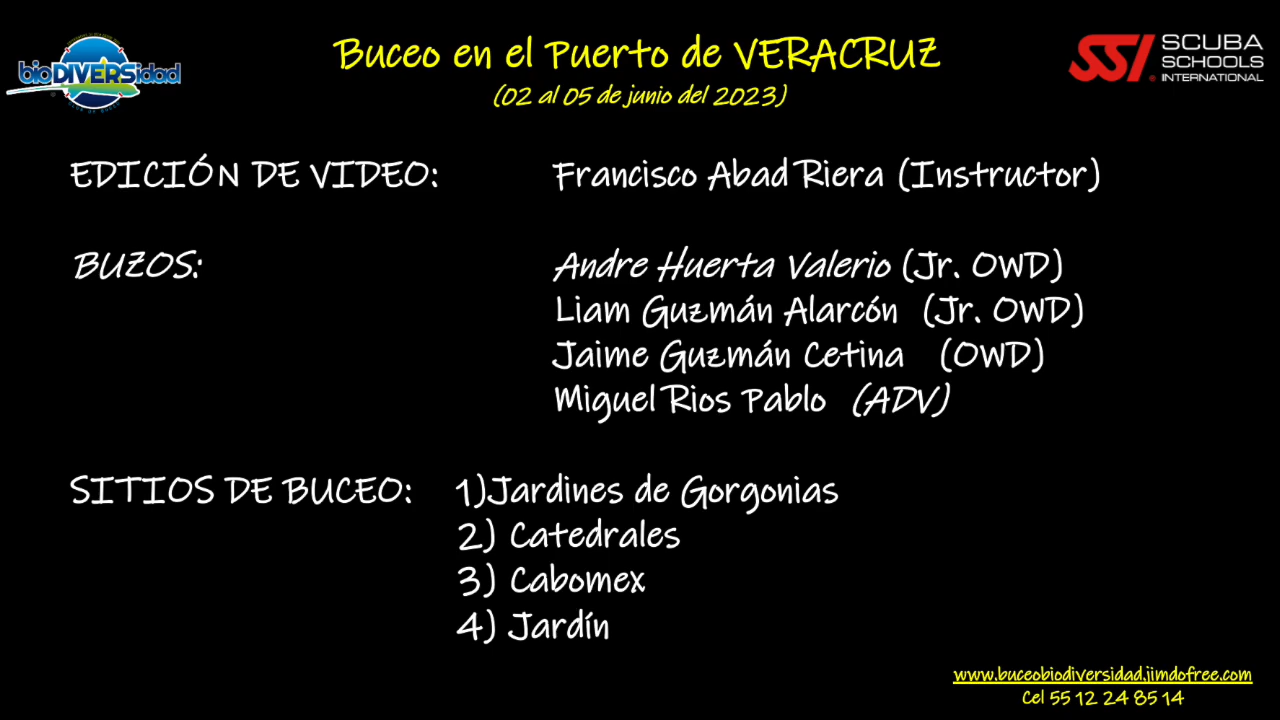 bioDIVERSidad
Buceo en el Puerto de VERACRUZ
(02 al 05 de junio del 2023)
SSI SCUBA
SCHOOLS
INTERNATIONAL
EDICIÓN DE VIDEO: Francisco Abad Riera (Instructor)
BUZOS: Andre Huerta Valerio (Jr. OWD)
Liam Guzmán Alarcón (Jr. OWD)
Jaime Guzmán Cetina (OWD)
Miguel Rios Pablo (ADV)
SITIOS DE BUCEO: 1)Jardines de Gorgonias
2) Catedrales
3) Cabomex
4) Jardín
www.buceobiodiversidad.jimdofree.com
Cel 55 12 24 85 14